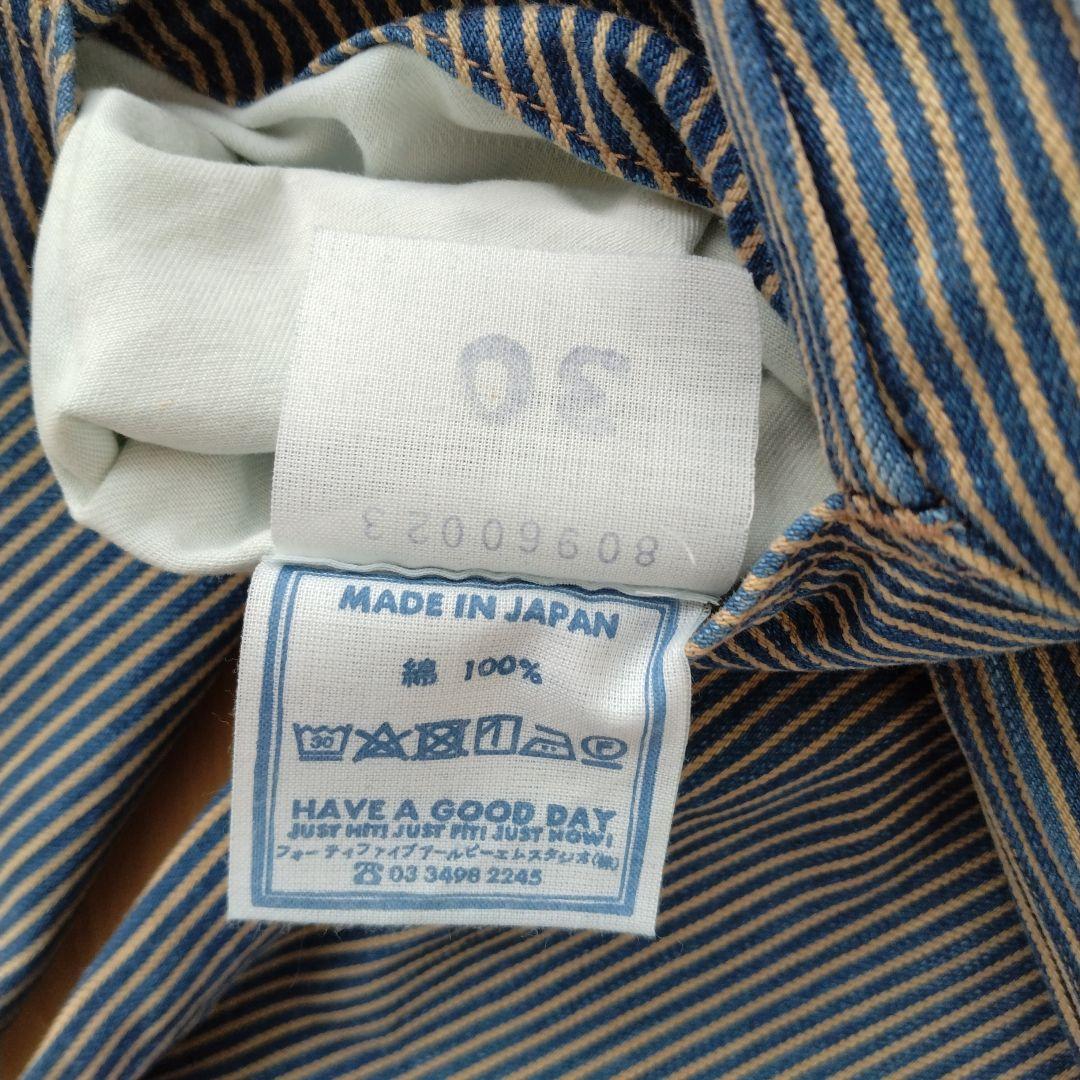 30
80960023
MADE IN JAPAN
綿 100%
30 1 P
HAVE A GOOD DAY
JUST HIT! JUST FIT! JUST NOW!
フォーティファイブアールピーエムスタジオ(株)
☎ 03 3498 2245